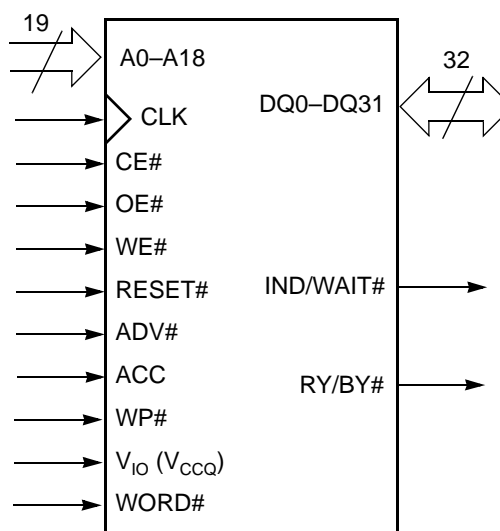 19
A0–A18
32
DQ0–DQ31
CLK
CE#
OE#
WE#
RESET#
IND/WAIT#
ADV#
ACC
RY/BY#
WP#
VIO (VCCQ)
WORD#